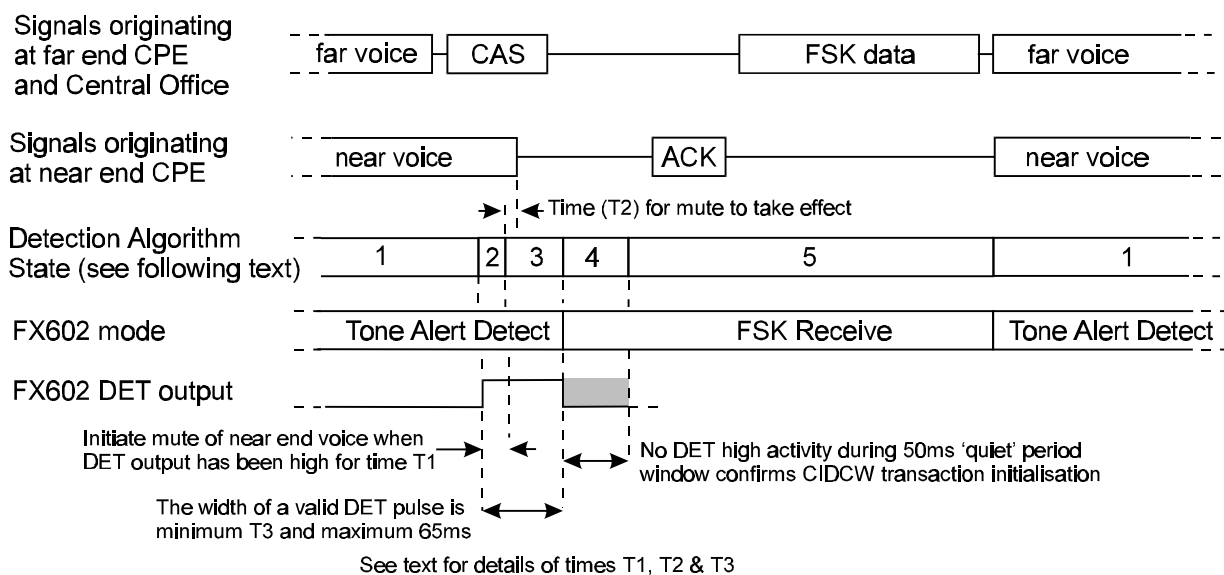 Signals originating
at far end CPE
and Central Office
far voice
CAS
FSK data
far voice
Signals originating
at near end CPE
near voice
ACK
near voice
Time (T2) for mute to take effect
Detection Algorithm
State (see following text)
1
2
3
4
5
1
FX602 mode
Tone Alert Detect
FSK Receive
Tone Alert Detect
FX602 DET output
Initiate mute of near end voice when
DET output has been high for time T1
No DET high activity during 50ms ‘quiet’ period
window confirms CIDCW transaction initialisation
The width of a valid DET pulse is
minimum T3 and maximum 65ms
See text for details of times T1, T2 & T3